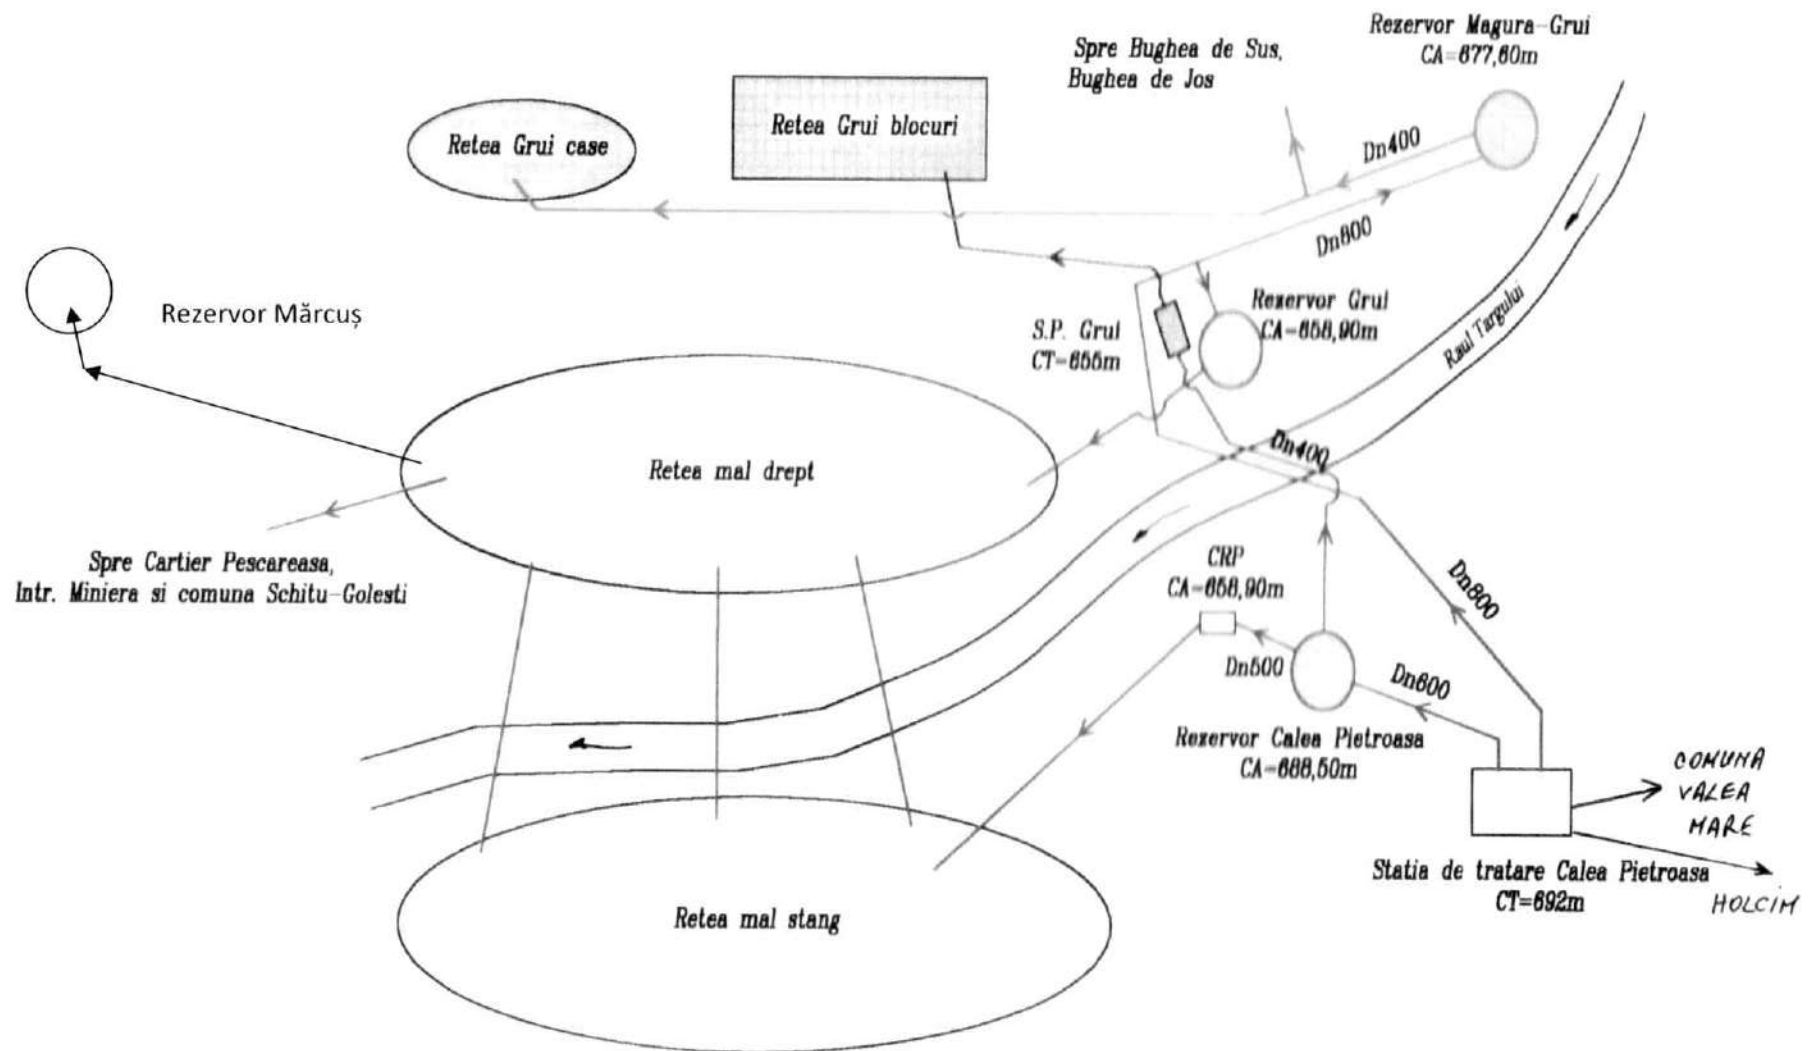 Rezervor Magura-Grui
CA=677,60m
Spre Bughea de Sus,
Bughea de Jos
Retea Grui case
Retea Grui blocuri
Dn400
Dn800
Rezervor Mărcuș
Rezervor Grui
CA=658,90m
S.P. Grui
CT=655m
Raul Targului
Retea mal drept
Dn400
Spre Cartier Pescareasa,
Intr. Miniera si comuna Schitu-Golesti
CRP
CA=658,90m
Dn800
Dn500
Dn600
Rezervor Calea Pietroasa
CA=688,50m
COMUNA
VALEA
MARE
Statia de tratare Calea Pietroasa
CT=692m
HOLCIM
Retea mal stang